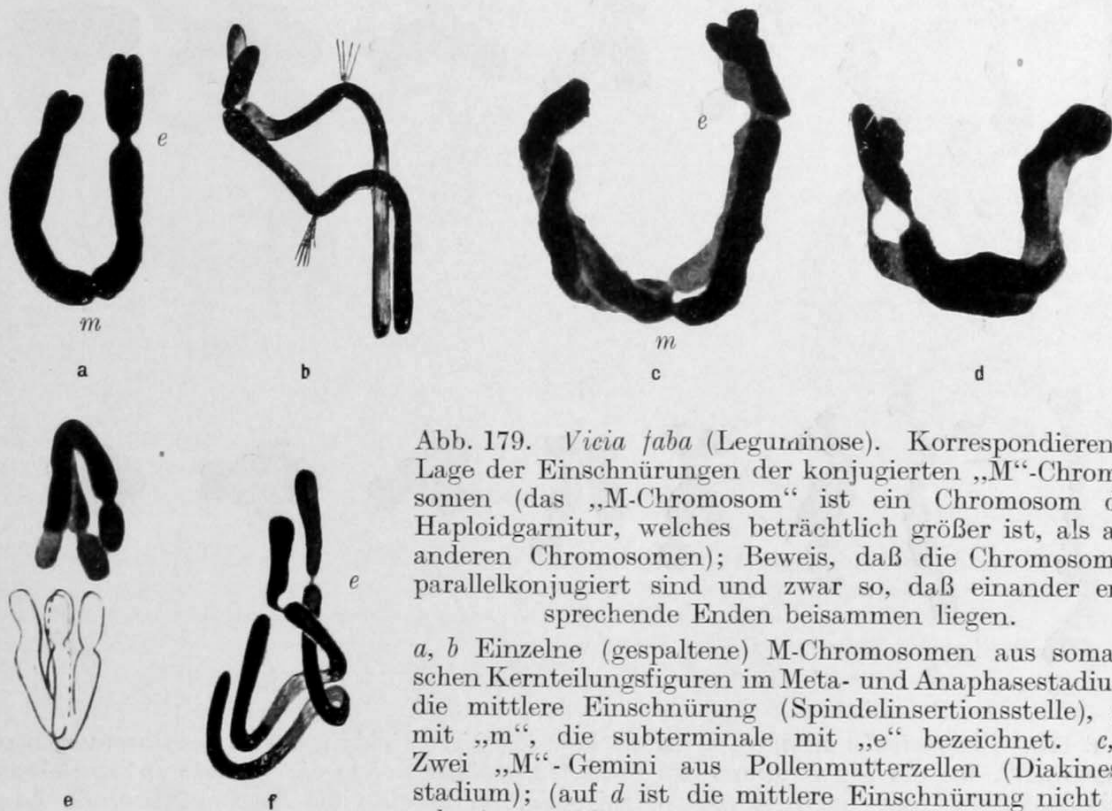 e
e
m
m
a b c d
e
e f
Abb. 179. Vicia faba (Leguminose). Korrespondieren
Lage der Einschnürungen der konjugierten „M“-Chrom
somen (das „M-Chromosom“ ist ein Chromosom
Haploidgarnitur, welches beträchtlich größer ist, als a
anderen Chromosomen); Beweis, daß die Chromosom
parallelkonjugiert sind und zwar so, daß einander
sprechende Enden beisammen liegen.
a, b Einzelne (gespaltene) M-Chromosomen aus soma
schen Kernteilungsfiguren im Meta- und Anaphasestadiu
die mittlere Einschnürung (Spindelinsertionsstelle),
mit „m“, die subterminale mit „e“ bezeichnet. c,
Zwei „M“-Gemini aus Pollenmutterzellen (Diakines
stadium); (auf d ist die mittlere Einschnürung nicht